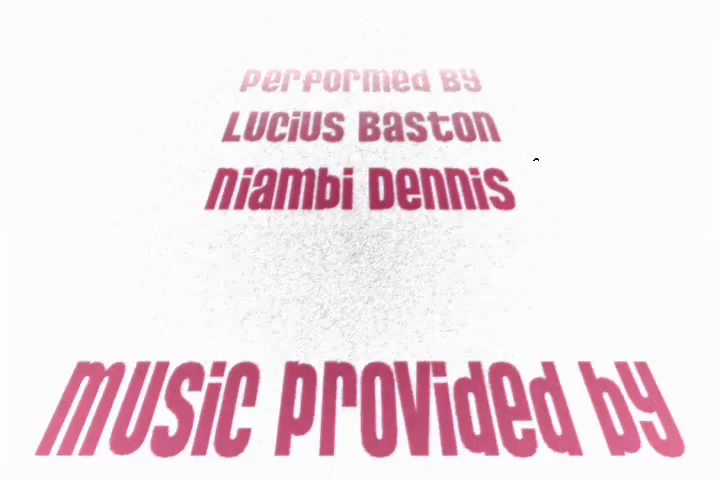 performed by
Lucius Baston
Niambi Dennis
music provided by